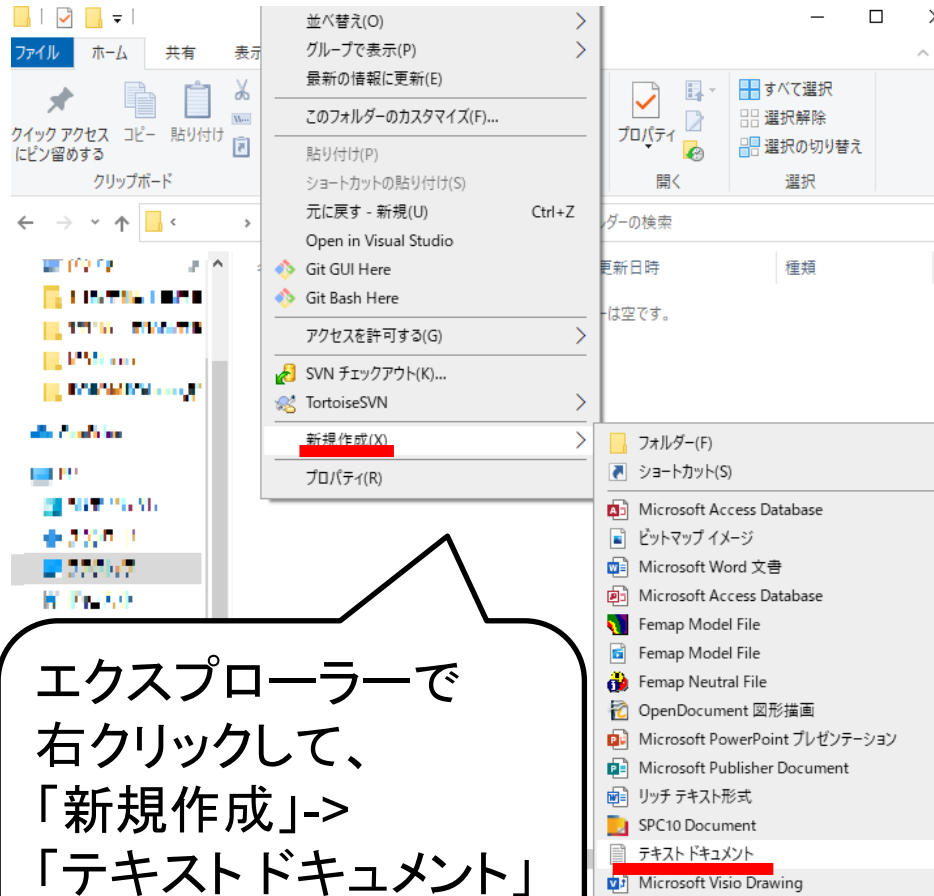 並べ替え(O)
グループで表示(P)
最新の情報に更新(E)
このフォルダーのカスタマイズ(F)...
貼り付け(P)
ショートカットの貼り付け(S)
元に戻す - 新規(U) Ctrl+Z
Open in Visual Studio
Git GUI Here
Git Bash Here
アクセスを許可する(G)
SVN チェックアウト(K)...
TortoiseSVN
新規作成(X)
プロパティ(R)
ファイル ホーム 共有 表示
クイック アクセス
にピン留めする
コピー
貼り付け
クリップボード
プロパティ
開く
すべて選択
選択解除
選択の切り替え
選択
ダーの検索
更新日時 種類
ーは空です。
フォルダー(F)
ショートカット(S)
Microsoft Access Database
ビットマップ イメージ
Microsoft Word 文書
Microsoft Access Database
Femap Model File
Femap Model File
Femap Neutral File
OpenDocument 図形描画
Microsoft PowerPoint プレゼンテーション
Microsoft Publisher Document
リッチ テキスト形式
SPC10 Document
テキスト ドキュメント
Microsoft Visio Drawing
エクスプローラーで
右クリックして、
「新規作成」->
「テキストドキュメント」